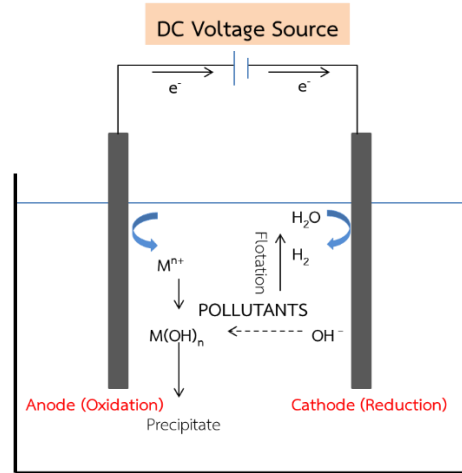 DC Voltage Source
e⁻
e⁻
H₂O
Mⁿ⁺
Flotation
H₂
POLLUTANTS
M(OH)ₙ
OH⁻
Anode (Oxidation)
Cathode (Reduction)
Precipitate